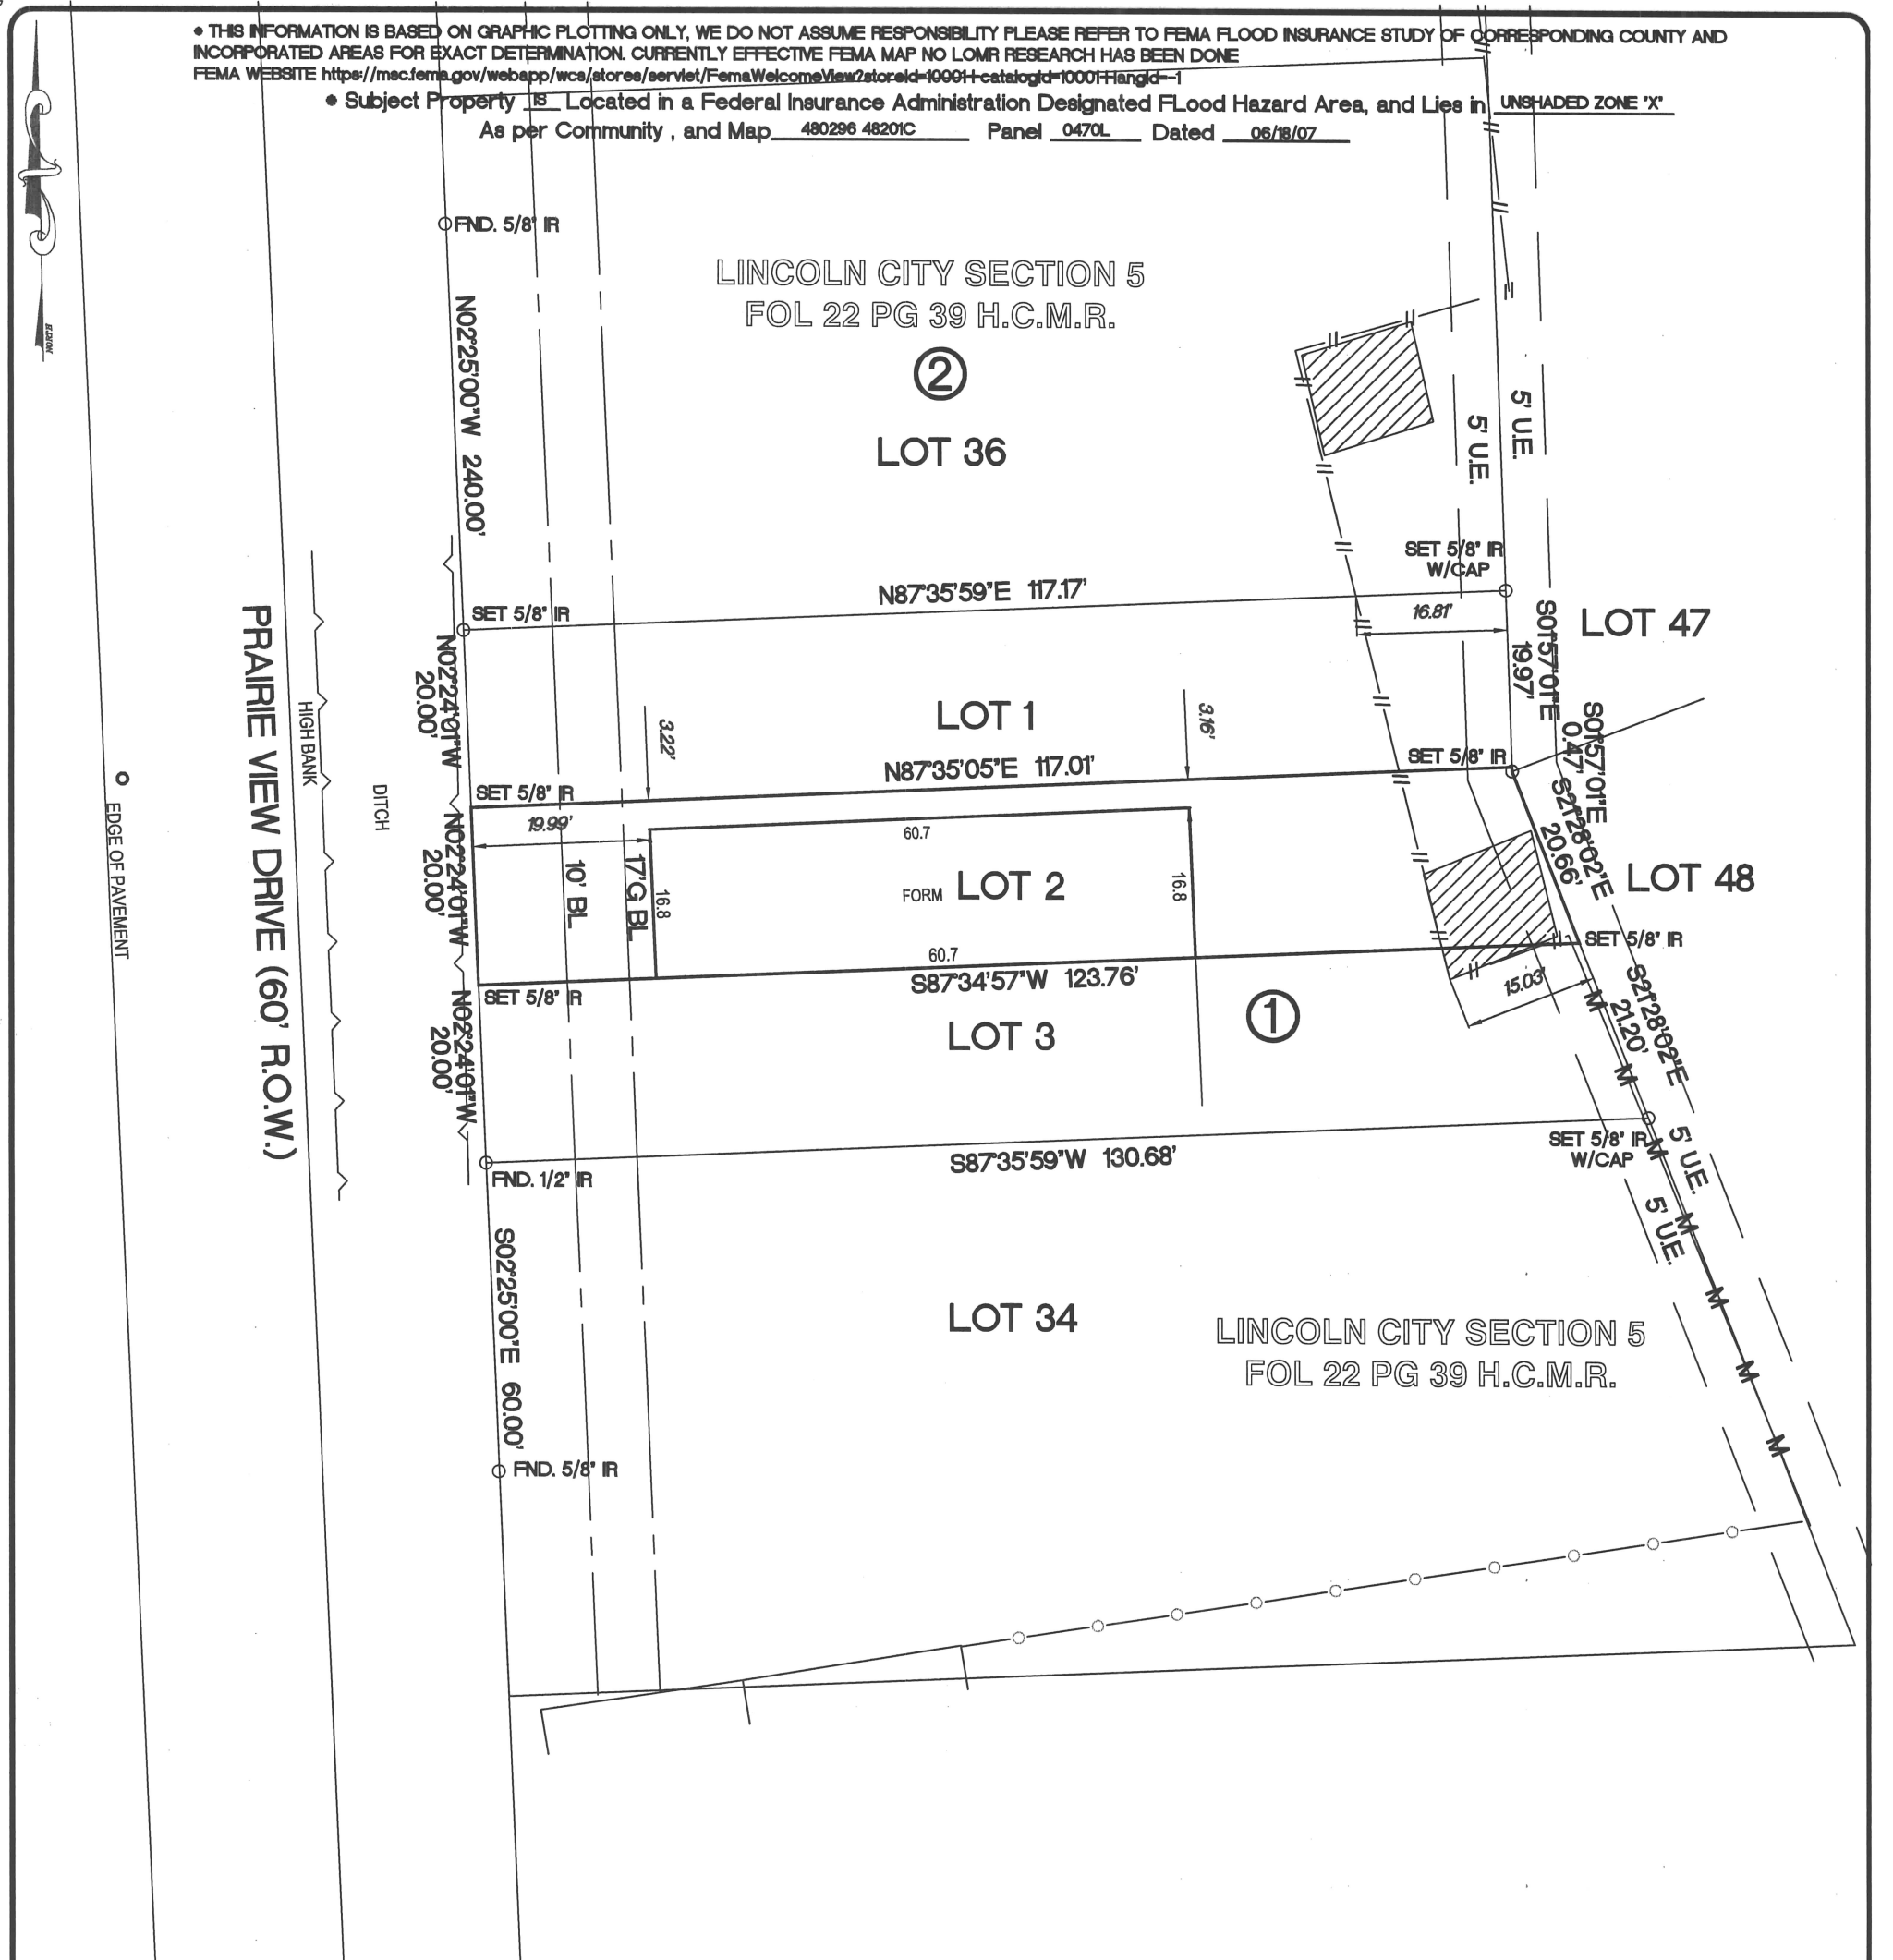 • THIS INFORMATION IS BASED ON GRAPHIC PLOTTING ONLY, WE DO NOT ASSUME RESPONSIBILITY PLEASE REFER TO FEMA FLOOD INSURANCE STUDY OF CORRESPONDING COUNTY AND
INCORPORATED AREAS FOR EXACT DETERMINATION. CURRENTLY EFFECTIVE FEMA MAP NO LOMR RESEARCH HAS BEEN DONE
FEMA WEBSITE https://msc.fema.gov/webapp/wcs/stores/servlet/FemaWelcomeView?storeId=10001
• Subject Property IS Located in a Federal Insurance Administration Designated FLood Hazard Area, and Lies in UNSHADED ZONE "X"
As per Community , and Map 480296 48201C Panel 0470L Dated 06/18/07
NORTH
FND. 5/8" IR
LINCOLN CITY SECTION 5
FOL 22 PG 39 H.C.M.R.
2
LOT 36
N02°25'00"W 240.00'
5' U.E.
5' U.E.
SET 5/8" IR
W/CAP
N87°35'59"E 117.17'
SET 5/8" IR
16.81'
LOT 47
S01°57'01"E
19.97'
N02°24'01"W
20.00'
LOT 1
3.22'
3.16'
N87°35'05"E 117.01'
SET 5/8" IR
S01°57'01"E
0.47'
SET 5/8" IR
19.99'
60.7
S21°28'02"E
20.66'
LOT 48
N02°24'01"W
20.00'
10' BL
17'G BL
16.8
FORM LOT 2
16.8
60.7
SET 5/8" IR
S87°34'57"W 123.76'
SET 5/8" IR
15.03'
S21°28'02"E
21.20'
N02°24'01"W
20.00'
LOT 3
1
SET 5/8" IR
W/CAP
S87°35'59"W 130.68'
FND. 1/2" IR
5' U.E.
5' U.E.
M
M
M
M
M
M
M
S02°25'00"E 60.00'
LOT 34
LINCOLN CITY SECTION 5
FOL 22 PG 39 H.C.M.R.
FND. 5/8" IR
PRAIRIE VIEW DRIVE (60' R.O.W.)
HIGH BANK
DITCH
EDGE OF PAVEMENT